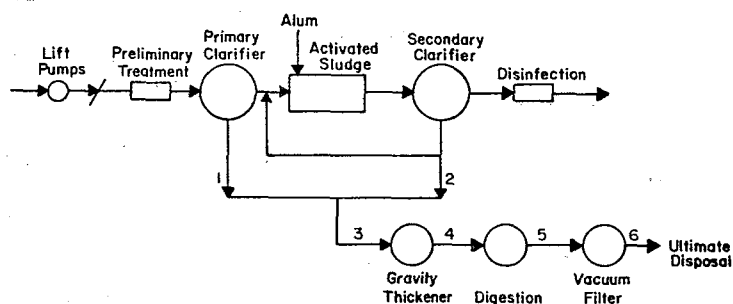 Alum
Lift
Pumps
Preliminary
Treatment
Primary
Clarifier
Activated
Sludge
Secondary
Clarifier
Disinfection
1
2
3
4
5
6
Gravity
Thickener
Digestion
Vacuum
Filter
Ultimate
Disposal